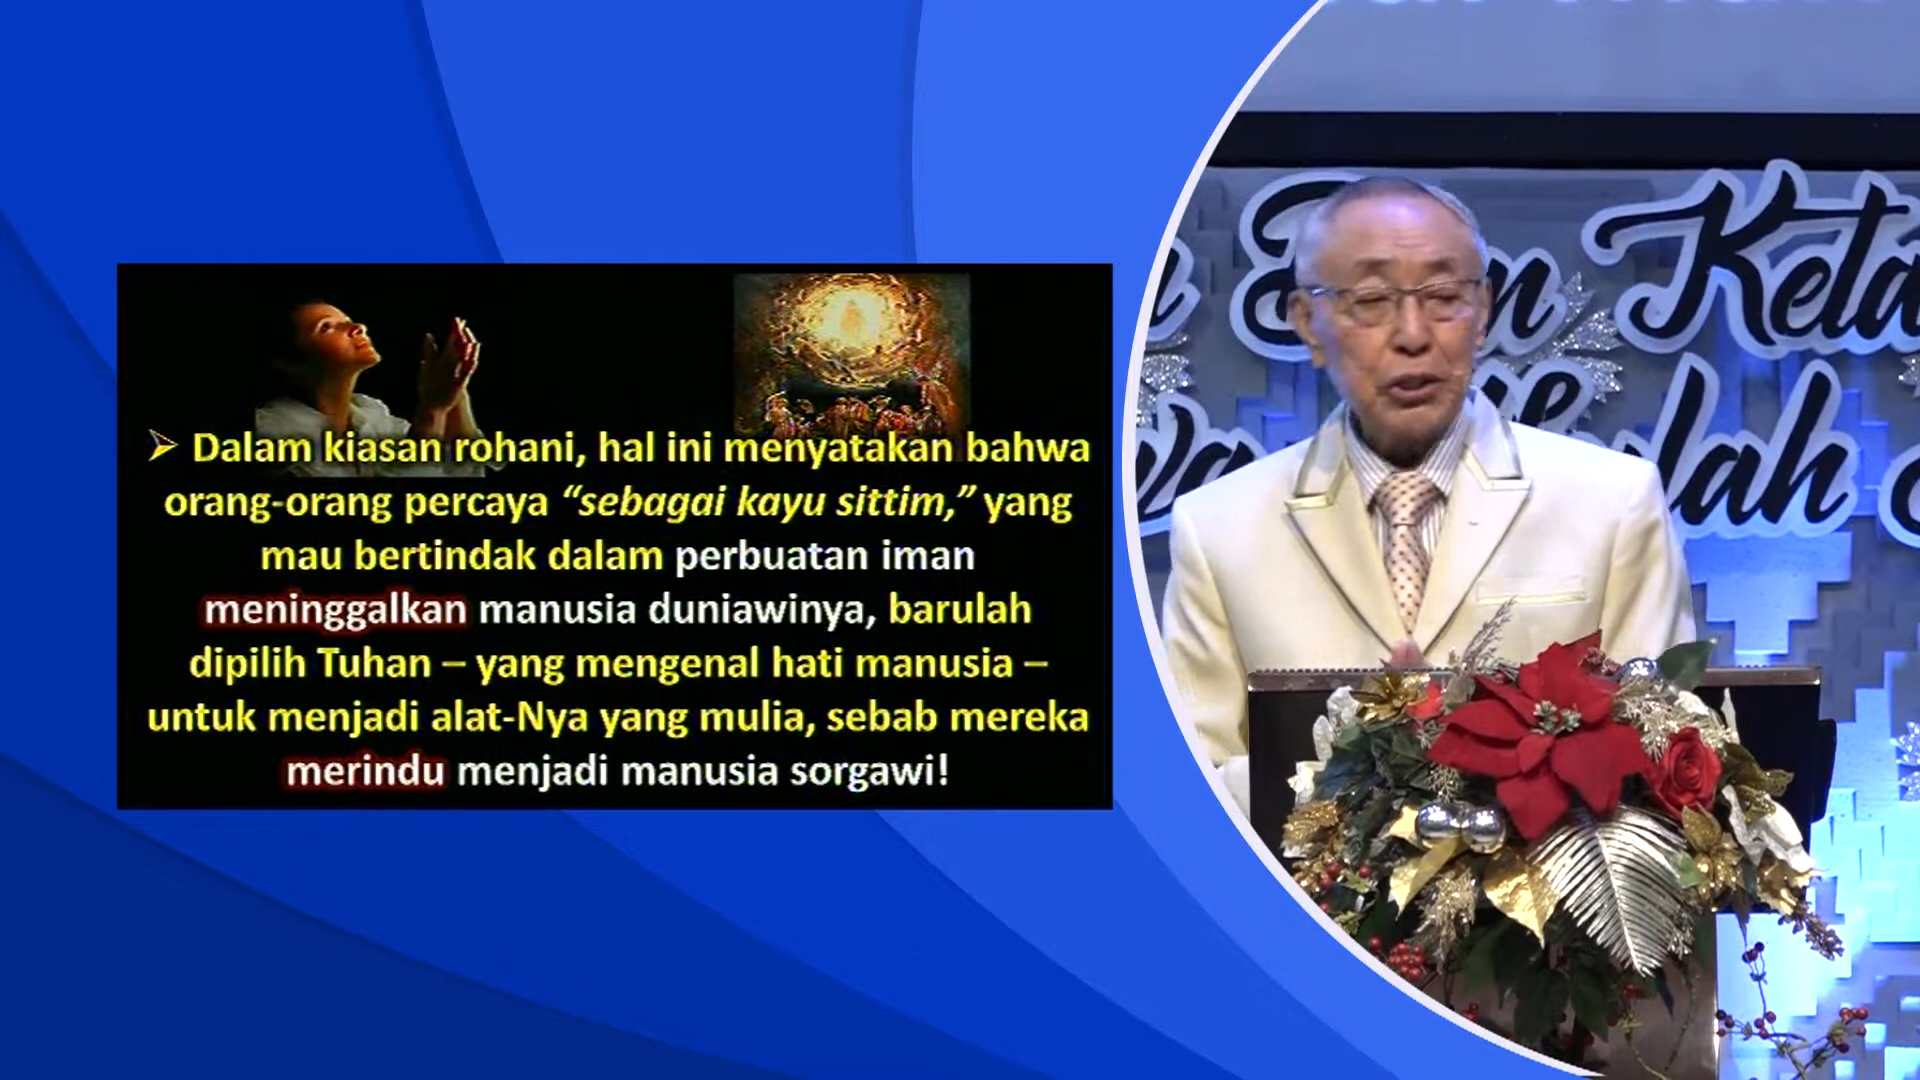 ➢ Dalam kiasan rohani, hal ini menyatakan bahwa
orang-orang percaya “sebagai kayu sittim,” yang
mau bertindak dalam perbuatan iman
meninggalkan manusia duniawinya, barulah
dipilih Tuhan – yang mengenal hati manusia –
untuk menjadi alat-Nya yang mulia, sebab mereka
merindu menjadi manusia sorgawi!